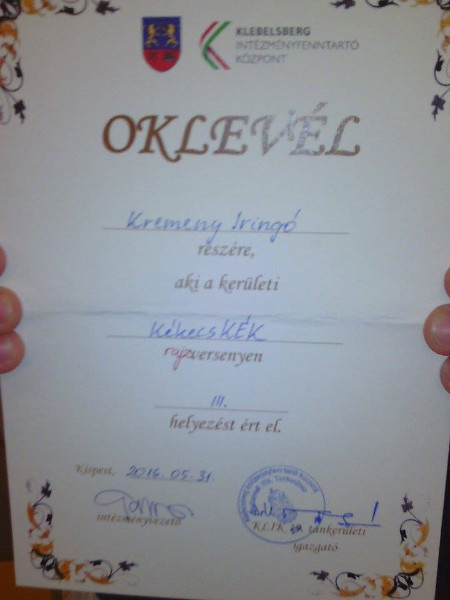 KLEBELSBERG
INTÉZMÉNYFENNTARTÓ
KÖZPONT
OKLEVÉL
Kremeny Iringó
részére,
aki a kerületi
KékecsKÉK
rajzversenyen
III.
helyezést ért el.
Kispest, 2016. 05. 31.
intézményvezető
KLIK tankerületi
igazgató